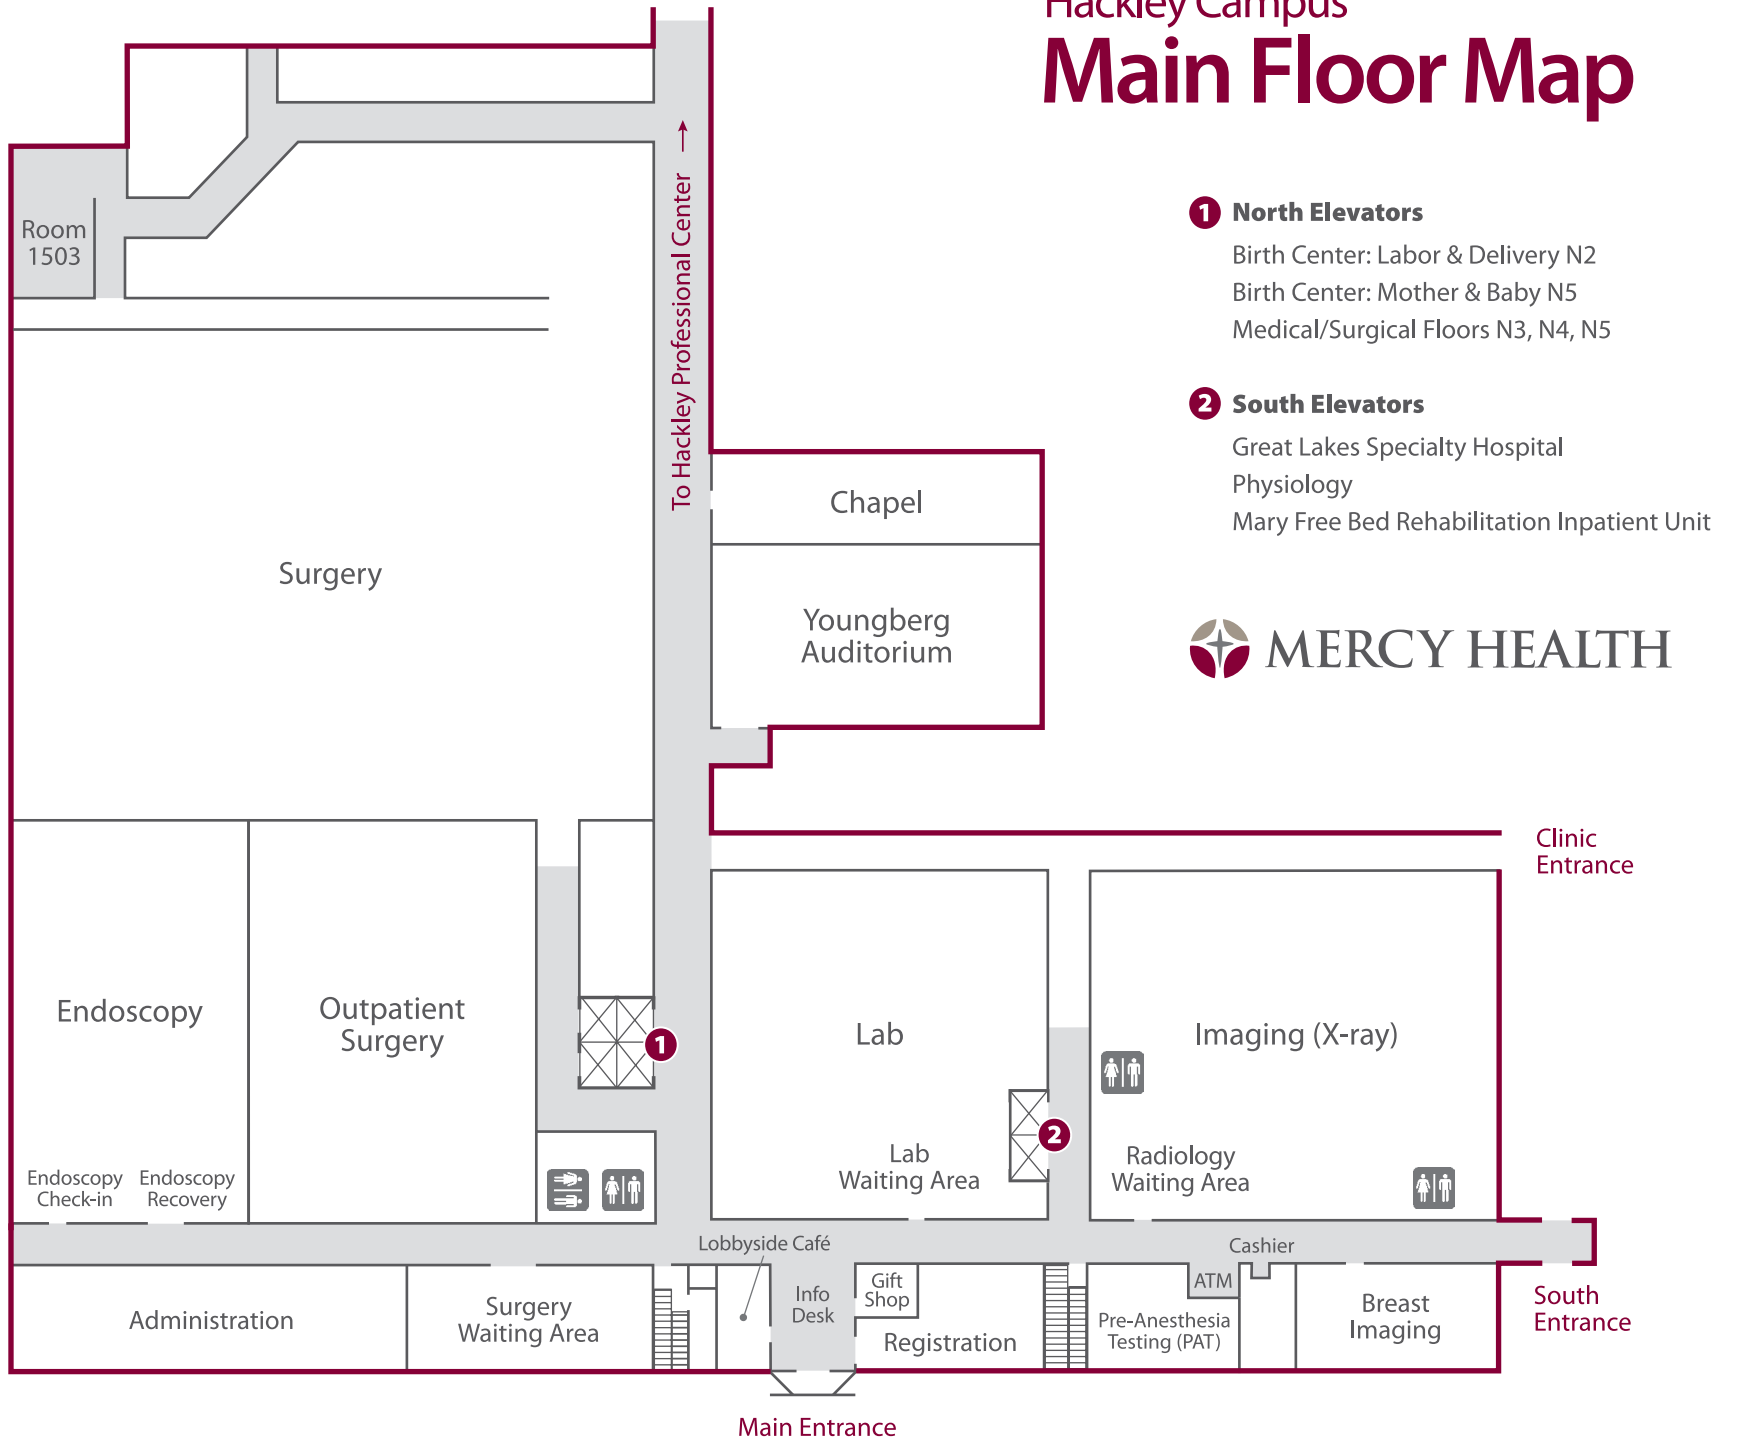 Hackley Campus
Main Floor Map
1 North Elevators
Birth Center: Labor & Delivery N2
Birth Center: Mother & Baby N5
Medical/Surgical Floors N3, N4, N5
2 South Elevators
Great Lakes Specialty Hospital
Physiology
Mary Free Bed Rehabilitation Inpatient Unit
MERCY HEALTH
Room
1503
To Hackley Professional Center
Chapel
Surgery
Youngberg
Auditorium
Clinic
Entrance
Endoscopy
Outpatient
Surgery
1
Lab
Imaging (X-ray)
2
Lab
Waiting Area
Radiology
Waiting Area
Endoscopy
Check-in
Endoscopy
Recovery
Lobbyside Café
Cashier
Administration
Surgery
Waiting Area
Info
Desk
Gift
Shop
Registration
ATM
Pre-Anesthesia
Testing (PAT)
Breast
Imaging
South
Entrance
Main Entrance